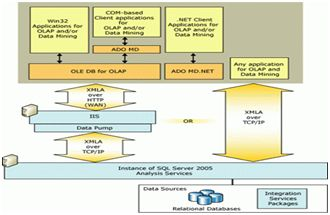 Win32
Applications for
OLAP and/or
Data Mining
COM-based
Client applications
for OLAP and/or
Data Mining
.NET Client
Applications for
OLAP and/or
Data Mining
ADO MD
OLE DB for OLAP
ADO MD.NET
Any application
for OLAP and
Data Mining
XMLA
over
HTTP
(WAN)
IIS
Data Pump
OR
XMLA
over
TCP/IP
XMLA
over
TCP/IP
Instance of SQL Server 2005
Analysis Services
Data Sources
Relational Databases
Integration
Services
Packages